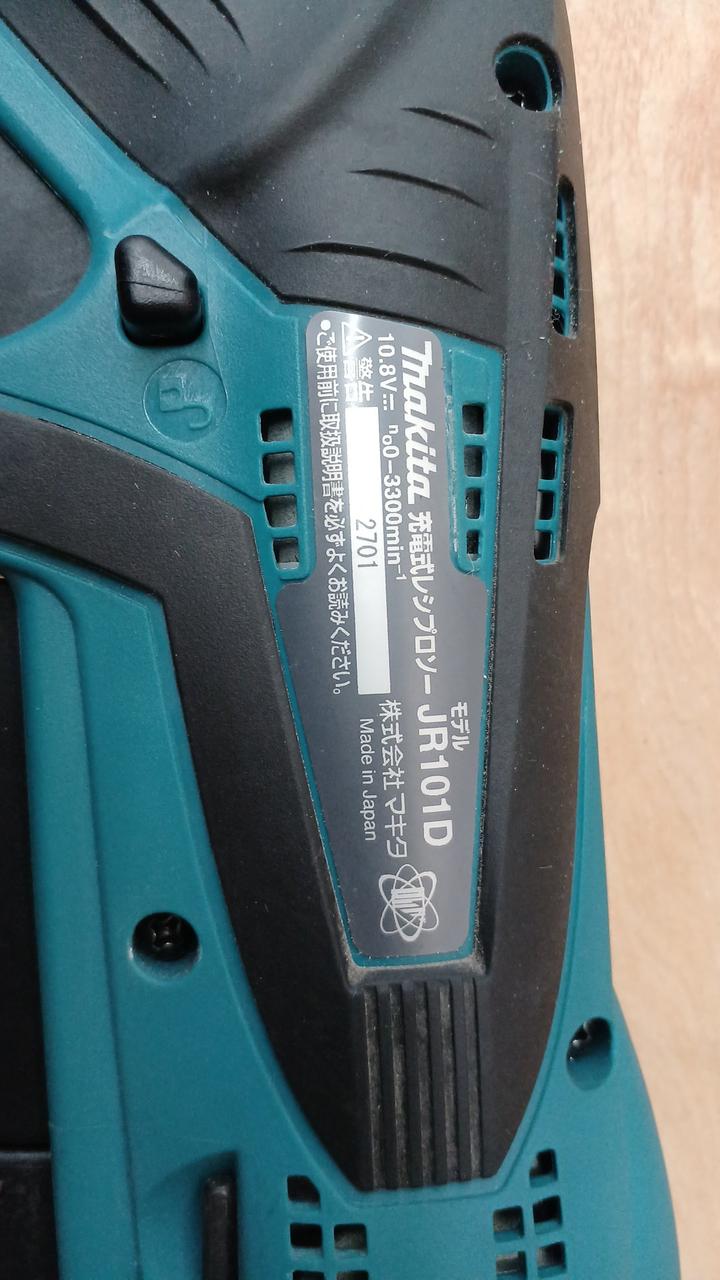 makita 充電式レシプロソー モデル JR101D
10.8V⎓ n₀0-3300min⁻¹
株式会社 マキタ
Made in Japan
⚠警告
2701
●ご使用前に取扱説明書を必ずよくお読みください。